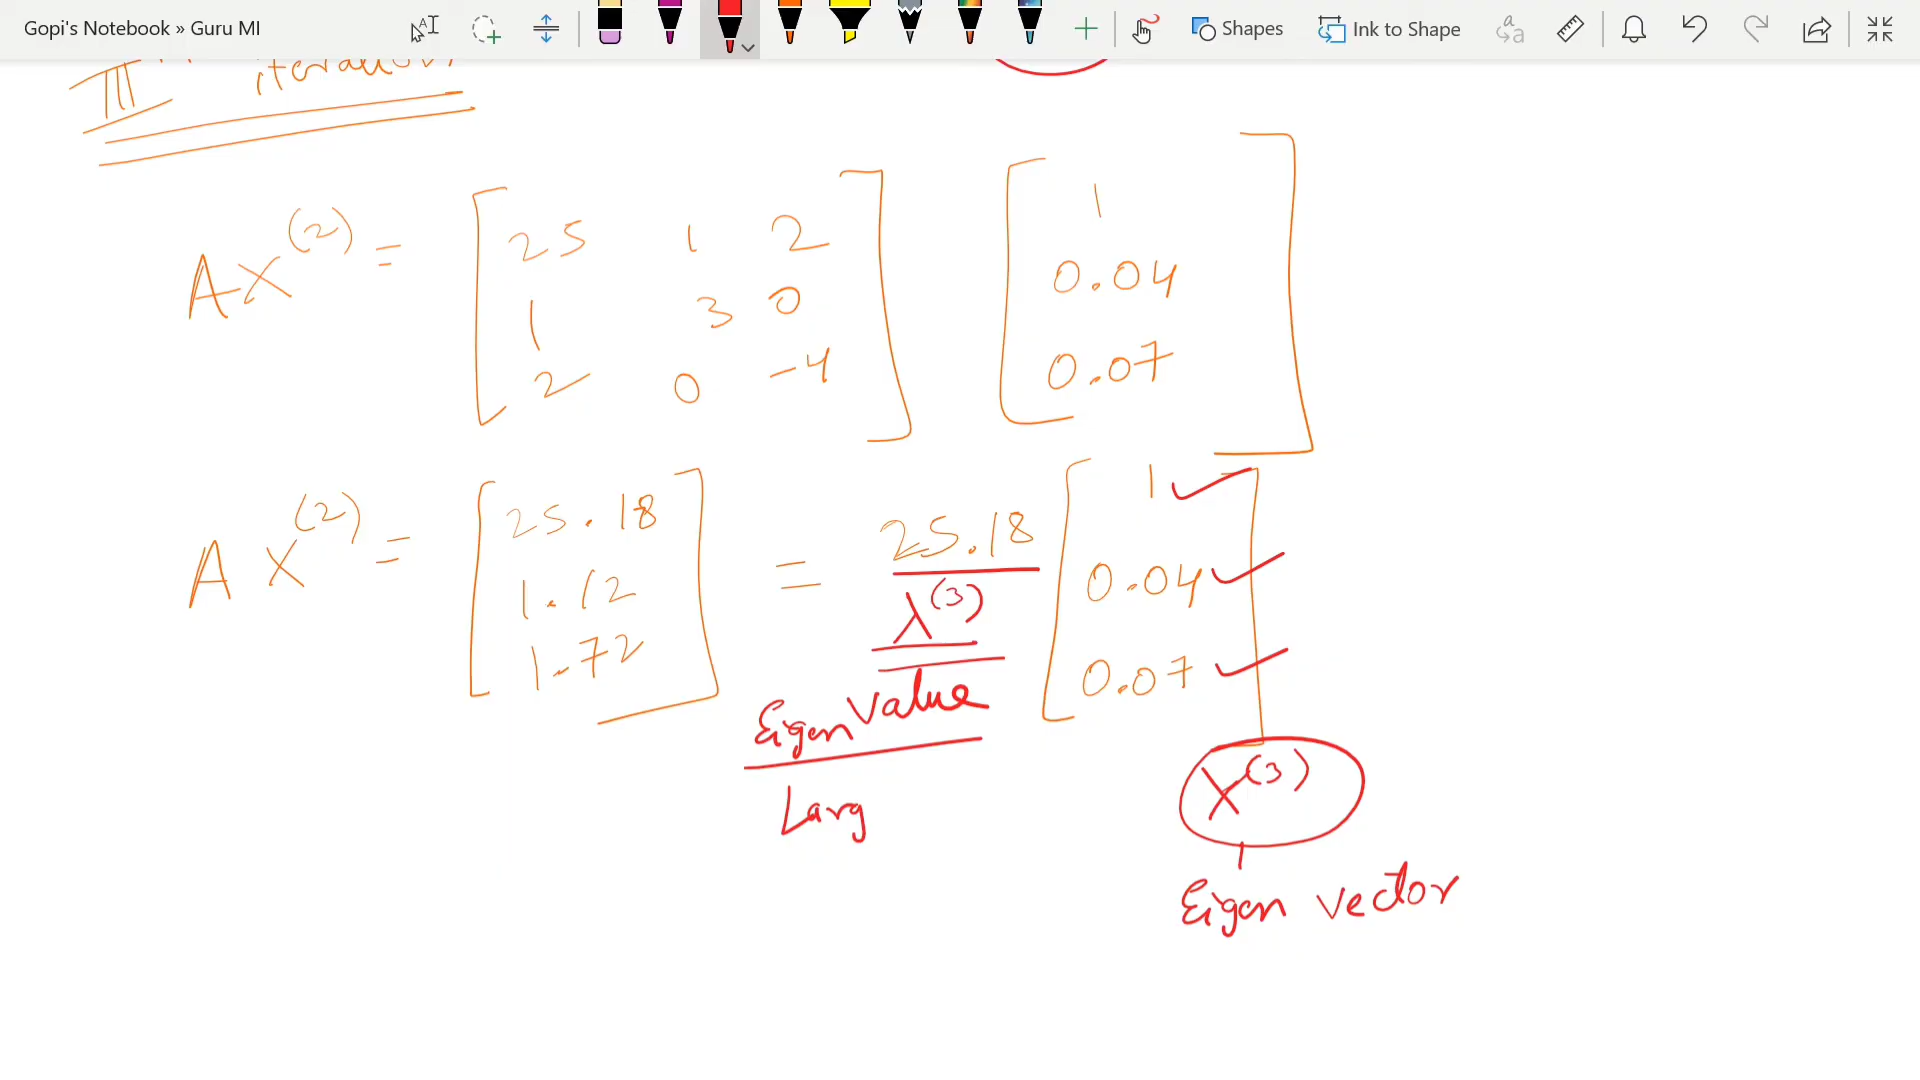 Gopi's Notebook » Guru MI
Shapes
Ink to Shape
III iteration
AX^(2) = [25 1 2; 1 3 0; 2 0 -4] [1; 0.04; 0.07]
AX^(2) = [25.18; 1.12; 1.72] = 25.18 [1; 0.04; 0.07]
λ^(3)
Eigen Value
Larg
X^(3)
Eigen vector